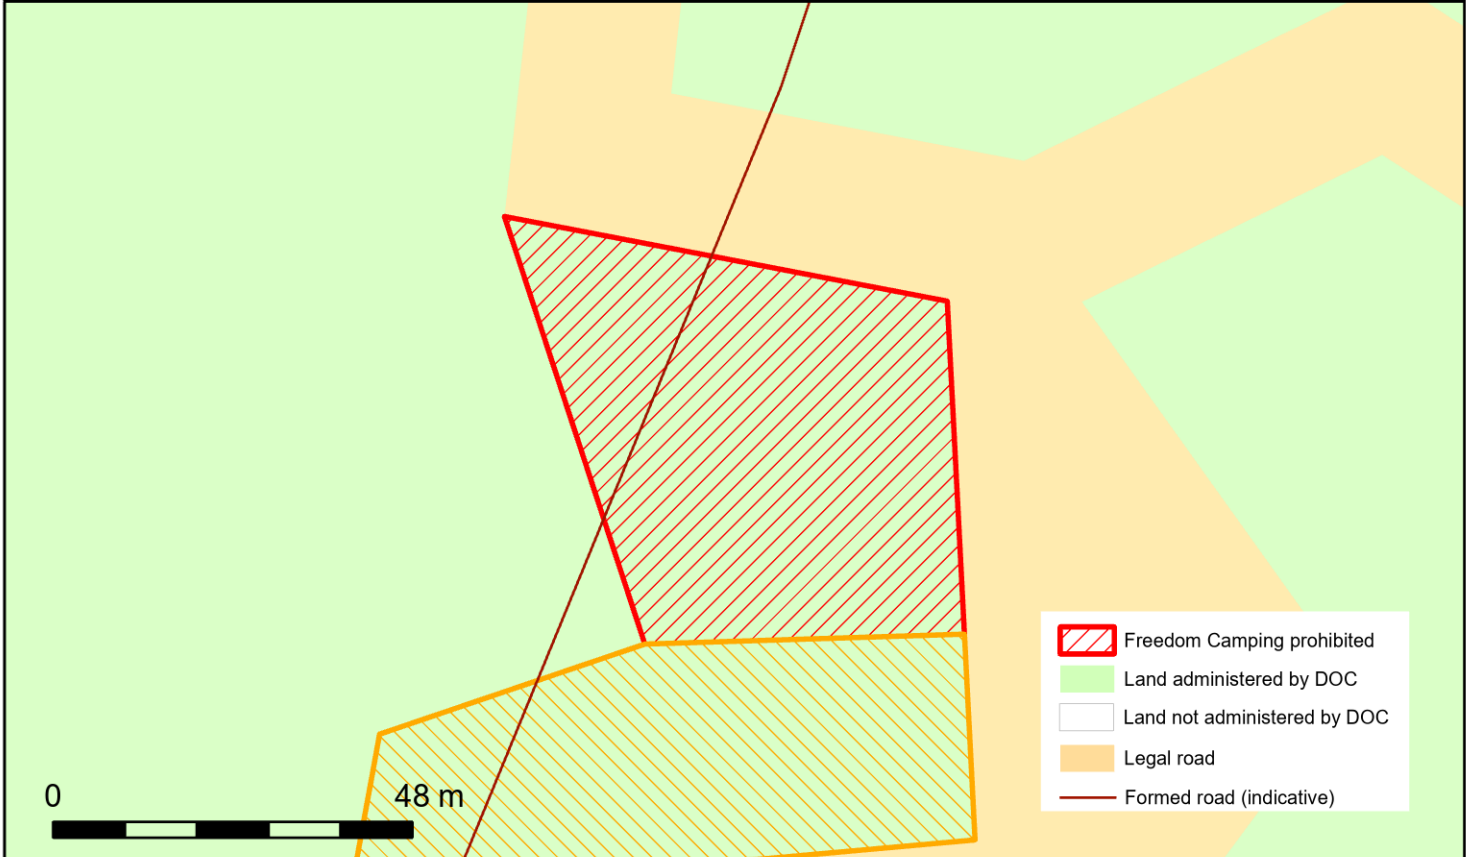 Freedom Camping prohibited
Land administered by DOC
Land not administered by DOC
Legal road
Formed road (indicative)
0 48 m